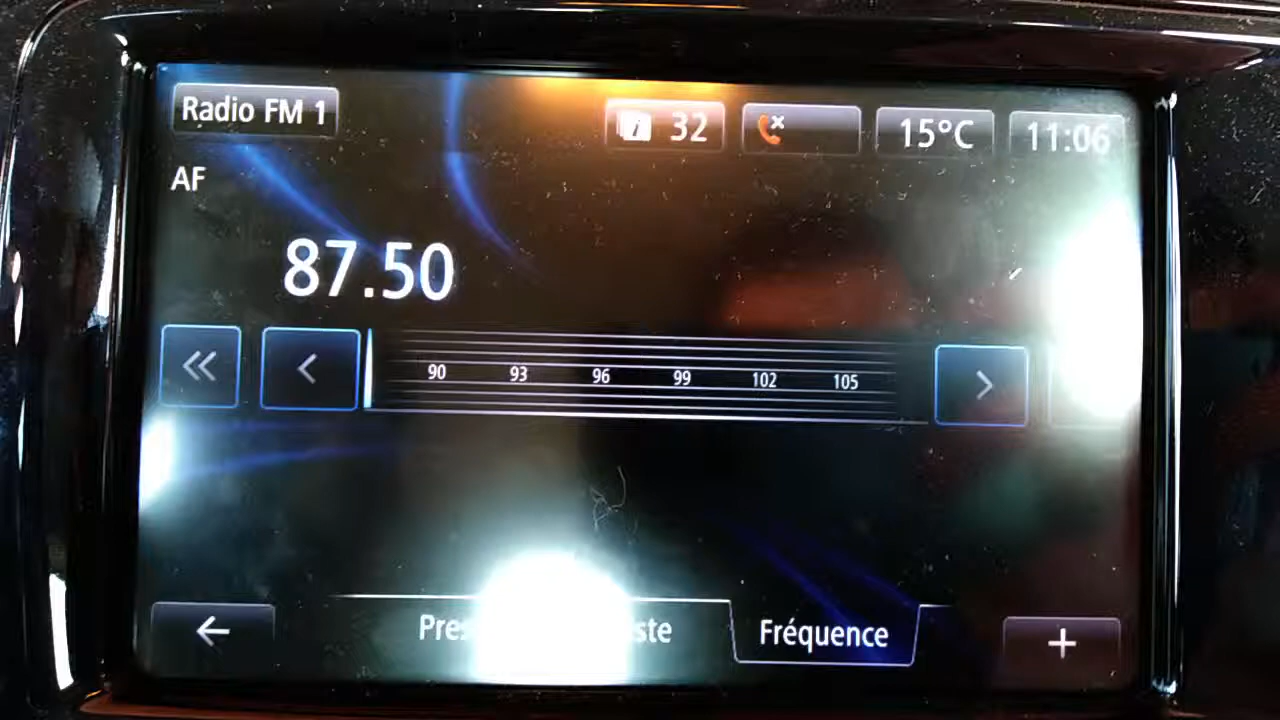 Radio FM 1
32
15°C
11:06
AF
87.50
90 93 96 99 102 105
Fréquence